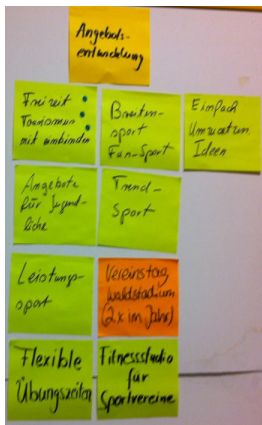 Angebots-
entwicklung
Freizeit
Tourismus
mit einbinden
Breiten-
sport
Fun-Sport
Einfach
Umsetzen
Ideen
Angebote
für Jugend-
liche
Trend-
Sport
Leistungs-
sport
Vereinstag
Waldstadium
(2x im Jahr)
Flexible
Übungszeiten
Fitnessstudio
für
Sportvereine